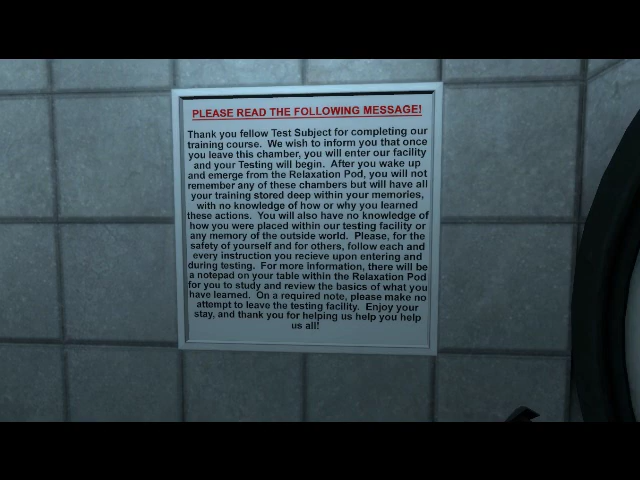 PLEASE READ THE FOLLOWING MESSAGE!
Thank you fellow Test Subject for completing our
training course.  We wish to inform you that once
you leave this chamber, you will enter our facility
and your Testing will begin.  After you wake up
and emerge from the Relaxation Pod, you will not
remember any of these chambers but will have all
your training stored deep within your memories,
with no knowledge of how or why you learned
these actions.  You will also have no knowledge of
how you were placed within our testing facility or
any memory of the outside world.  Please, for the
safety of yourself and for others, follow each and
every instruction you recieve upon entering and
during testing.  For more information, there will be
a notepad on your table within the Relaxation Pod
for you to study and review the basics of what you
have learned.  On a required note, please make no
attempt to leave the testing facility.  Enjoy your
stay, and thank you for helping us help you help
us all!